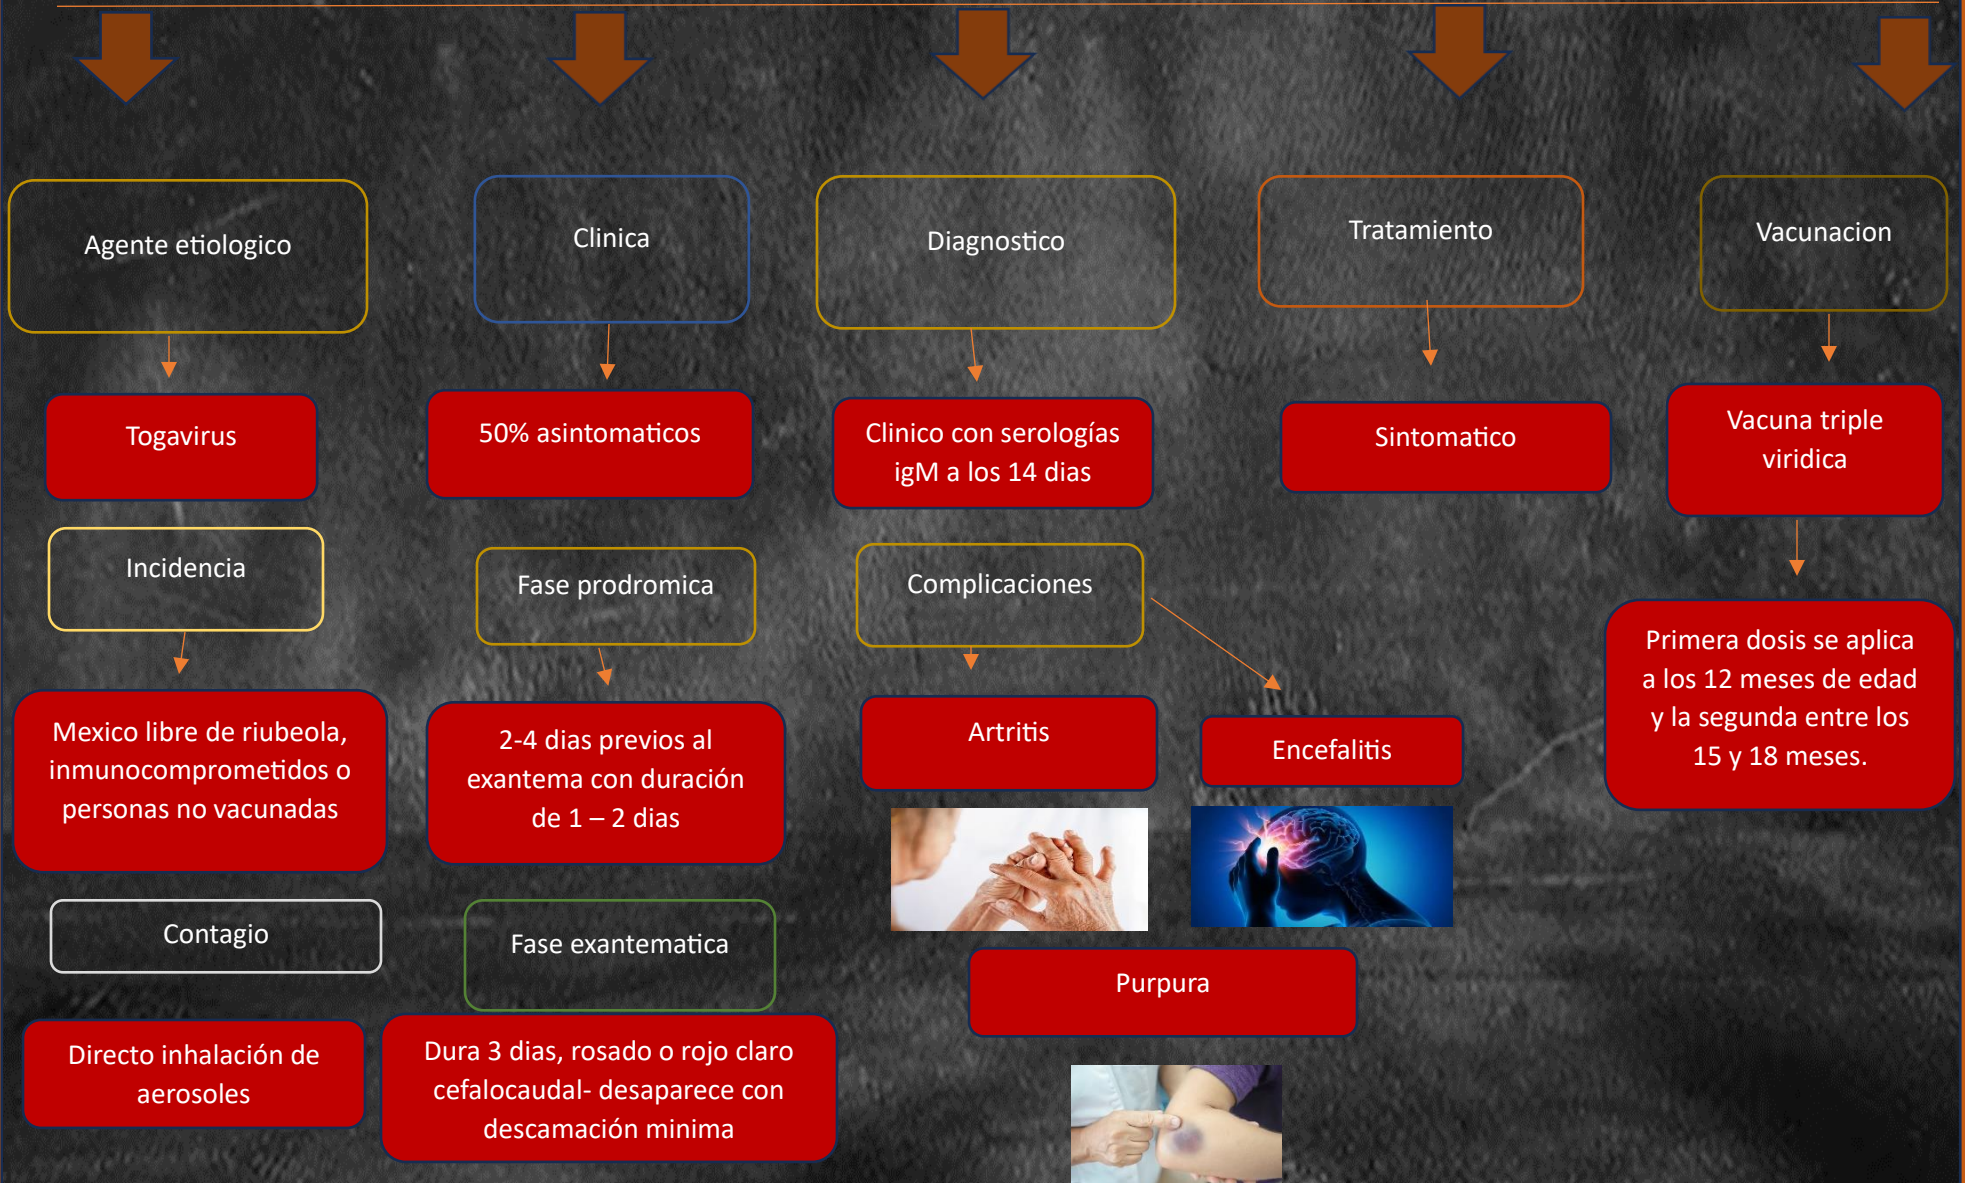 Agente etiologico
Togavirus
Incidencia
Mexico libre de riubeola,
inmunocomprometidos o
personas no vacunadas
Contagio
Directo inhalación de
aerosoles
Clinica
50% asintomaticos
Fase prodromica
2-4 dias previos al
exantema con duración
de 1 – 2 dias
Fase exantematica
Dura 3 dias, rosado o rojo claro
cefalocaudal- desaparece con
descamación minima
Diagnostico
Clinico con serologías
igM a los 14 dias
Complicaciones
Artritis
Encefalitis
Purpura
Tratamiento
Sintomatico
Vacunacion
Vacuna triple
viridica
Primera dosis se aplica
a los 12 meses de edad
y la segunda entre los
15 y 18 meses.